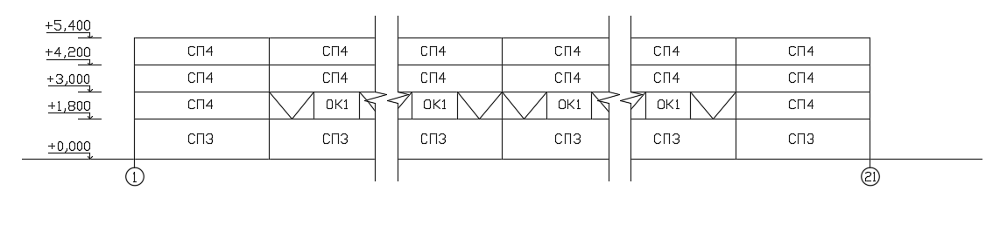 +5,400
СП4 СП4 СП4 СП4 СП4 СП4
+4,200
СП4 СП4 СП4 СП4 СП4 СП4
+3,000
СП4 ОК1 ОК1 ОК1 ОК1 СП4
+1,800
СП3 СП3 СП3 СП3 СП3 СП3
+0,000
1 21